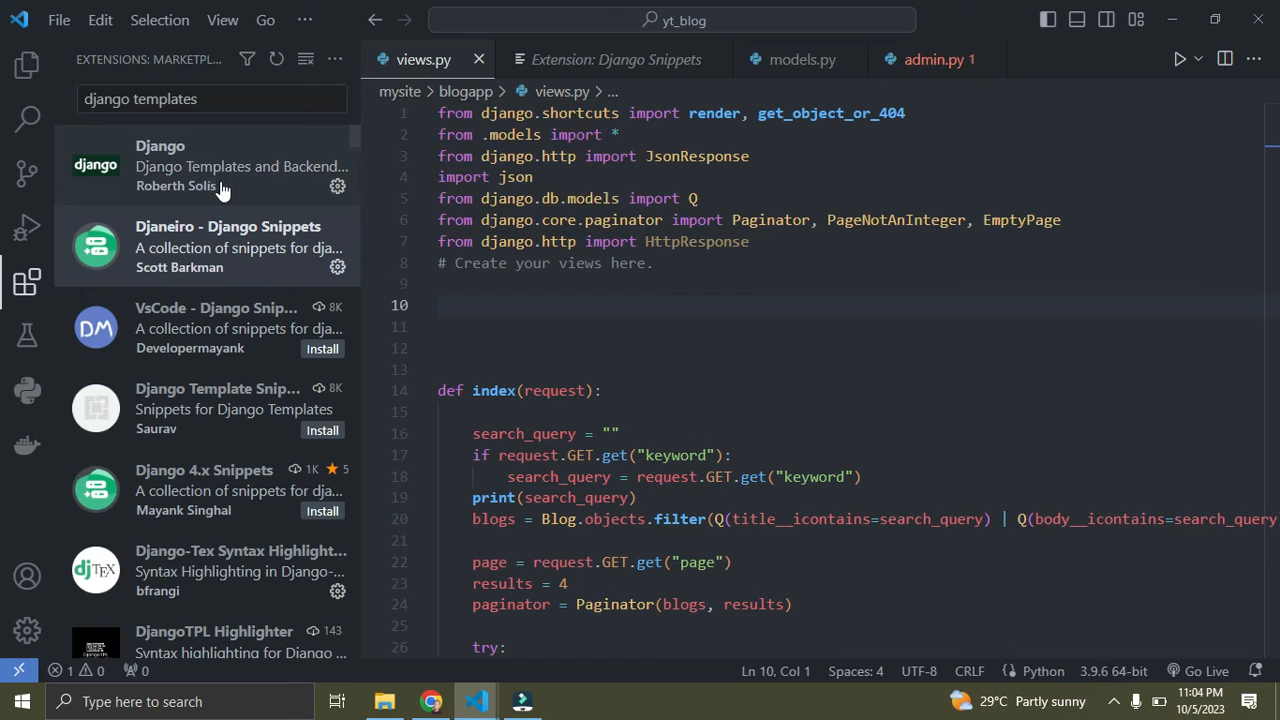 File Edit Selection View Go ···
yt_blog
EXTENSIONS: MARKETPL...
django templates
django
Django
Django Templates and Backend...
Roberth Solís
Djaneiro - Django Snippets
A collection of snippets for dja...
Scott Barkman
DM
VsCode - Django Snip... 8K
A collection of snippets for dja...
Developermayank Install
Django Template Snip... 8K
Snippets for Django Templates
Saurav Install
Django 4.x Snippets 1K 5
A collection of snippets for dja...
Mayank Singhal Install
djTEX
Django-Tex Syntax Highlight...
Syntax Highlighting in Django-...
bfrangi
DjangoTPL Highlighter 143
Syntax highlighting for Django ...
views.py Extension: Django Snippets models.py admin.py 1
mysite > blogapp > views.py > ...
1 from django.shortcuts import render, get_object_or_404
2 from .models import *
3 from django.http import JsonResponse
4 import json
5 from django.db.models import Q
6 from django.core.paginator import Paginator, PageNotAnInteger, EmptyPage
7 from django.http import HttpResponse
8 # Create your views here.
9
10
11
12
13
14 def index(request):
15
16 search_query = ""
17 if request.GET.get("keyword"):
18 search_query = request.GET.get("keyword")
19 print(search_query)
20 blogs = Blog.objects.filter(Q(title__icontains=search_query) | Q(body__icontains=search_query
21
22 page = request.GET.get("page")
23 results = 4
24 paginator = Paginator(blogs, results)
25
26 try:
1 0 0 Ln 10, Col 1 Spaces: 4 UTF-8 CRLF Python 3.9.6 64-bit Go Live
Type here to search 29°C Partly sunny 11:04 PM
10/5/2023